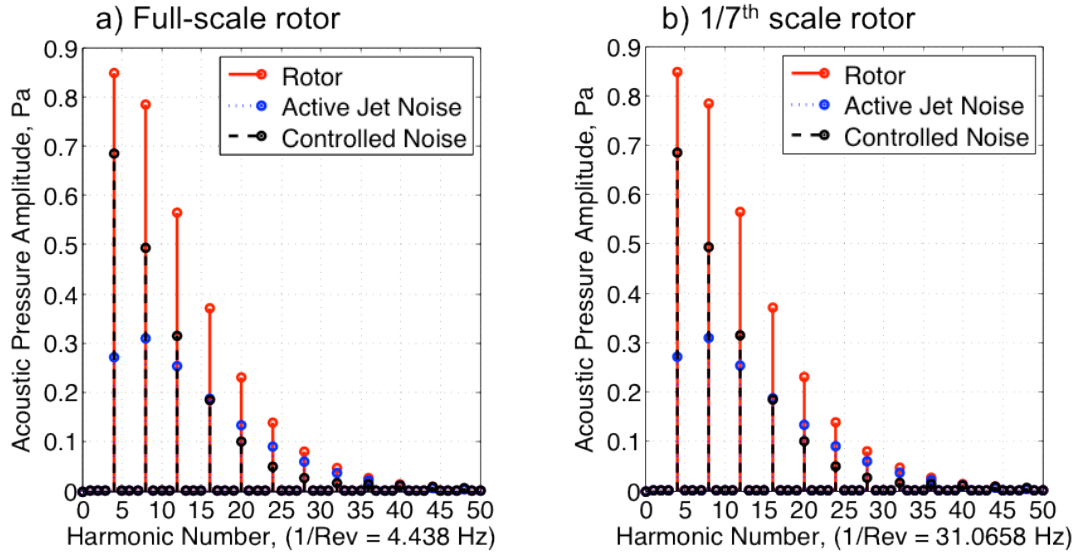 a) Full-scale rotor
0.9
0.8
0.7
0.6
0.5
0.4
0.3
0.2
0.1
0
Acoustic Pressure Amplitude, Pa
Rotor
Active Jet Noise
Controlled Noise
0 5 10 15 20 25 30 35 40 45 50
Harmonic Number, (1/Rev = 4.438 Hz)
b) 1/7th scale rotor
0.9
0.8
0.7
0.6
0.5
0.4
0.3
0.2
0.1
0
Acoustic Pressure Amplitude, Pa
Rotor
Active Jet Noise
Controlled Noise
0 5 10 15 20 25 30 35 40 45 50
Harmonic Number, (1/Rev = 31.0658 Hz)